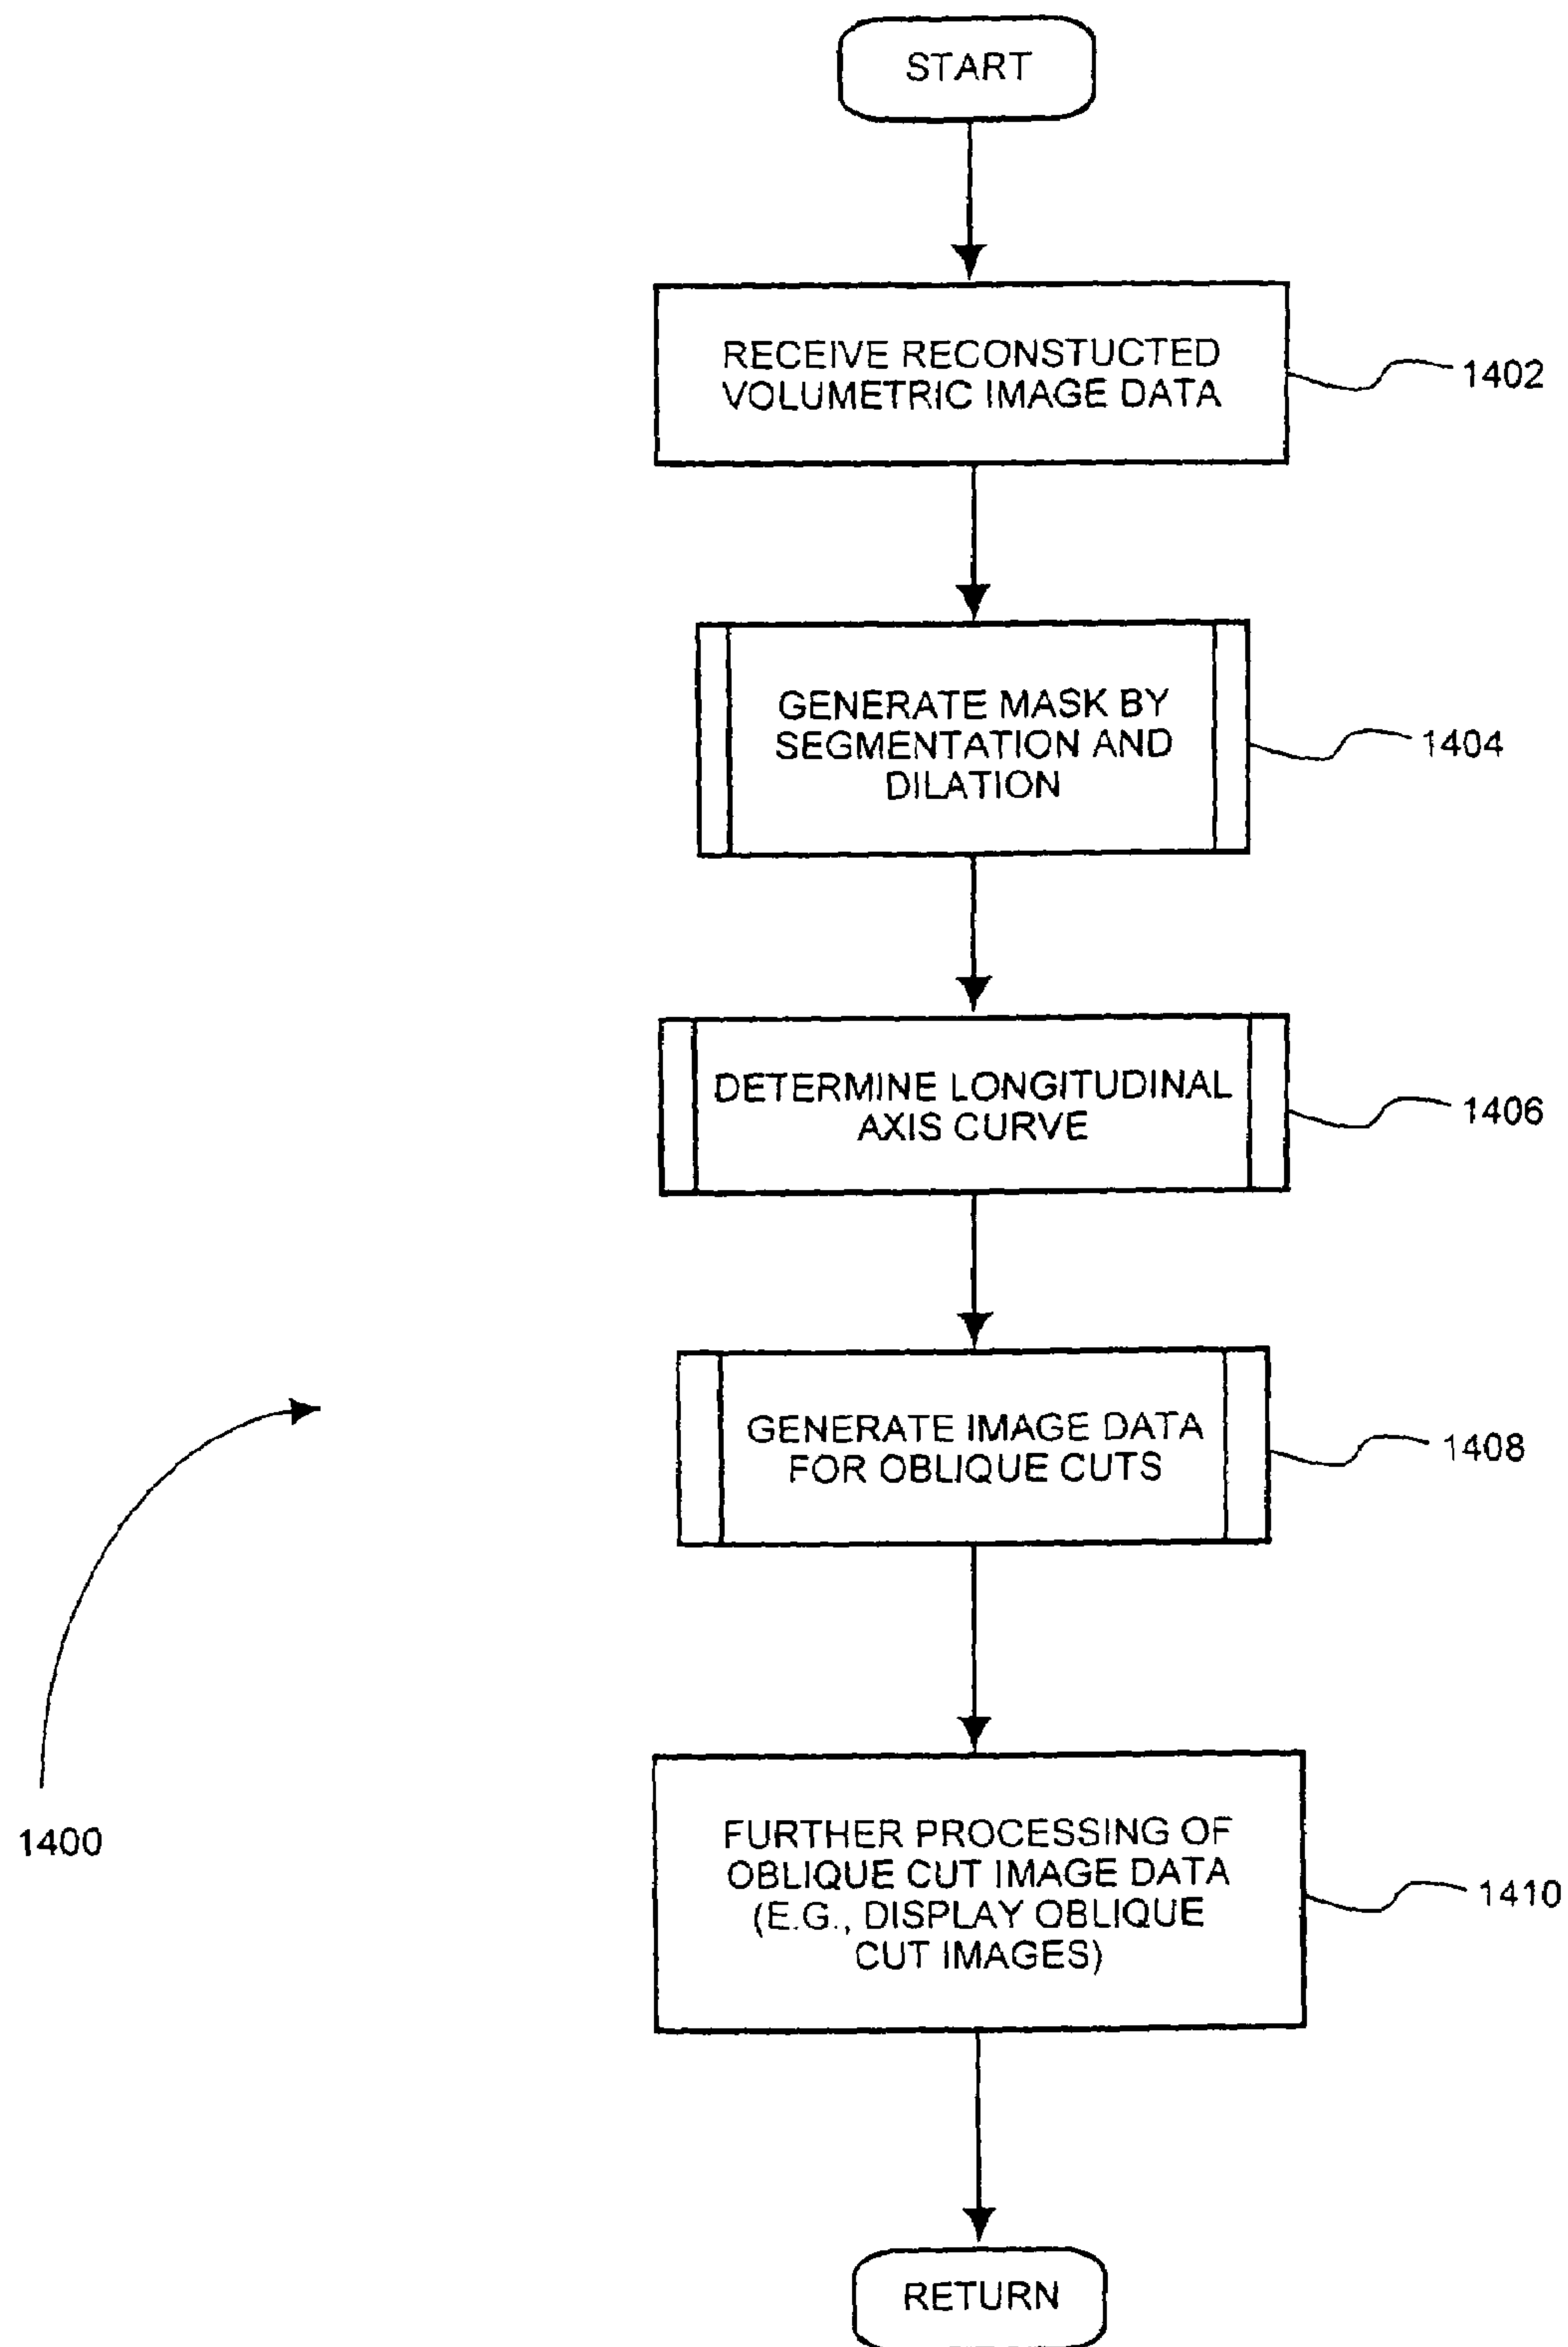 START
RECEIVE RECONSTUCTED
VOLUMETRIC IMAGE DATA
1402
GENERATE MASK BY
SEGMENTATION AND
DILATION
1404
DETERMINE LONGITUDINAL
AXIS CURVE
1406
GENERATE IMAGE DATA
FOR OBLIQUE CUTS
1408
1400
FURTHER PROCESSING OF
OBLIQUE CUT IMAGE DATA
(E.G., DISPLAY OBLIQUE
CUT IMAGES)
1410
RETURN